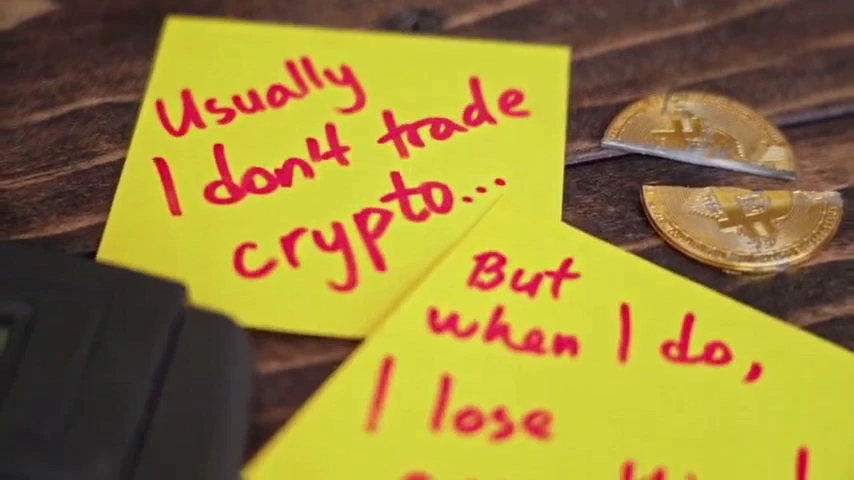 Usually
I don't trade
crypto...
But
when I do,
I lose